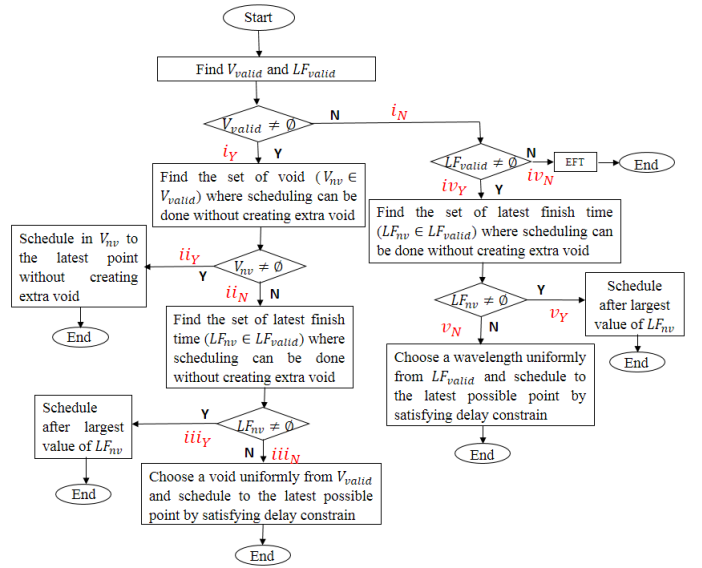 Start
Find V_valid and LF_valid
V_valid ≠ ∅
N
i_N
i_Y
Y
LF_valid ≠ ∅
N
iv_N
EFT
End
iv_Y
Y
Find the set of void (V_nv ∈
V_valid) where scheduling can be
done without creating extra void
Find the set of latest finish time
(LF_nv ∈ LF_valid) where scheduling can
be done without creating extra void
Schedule in V_nv to
the latest point
without creating
extra void
End
ii_Y
Y
V_nv ≠ ∅
ii_N
N
LF_nv ≠ ∅
Y
v_Y
Schedule
after largest
value of LF_nv
End
v_N
N
Find the set of latest finish
time (LF_nv ∈ LF_valid) where
scheduling can be done
without creating extra void
Choose a wavelength uniformly
from LF_valid and schedule to
the latest possible point by
satisfying delay constrain
End
Schedule
after largest
value of LF_nv
End
Y
iii_Y
LF_nv ≠ ∅
N
iii_N
Choose a void uniformly from V_valid
and schedule to the latest possible
point by satisfying delay constrain
End